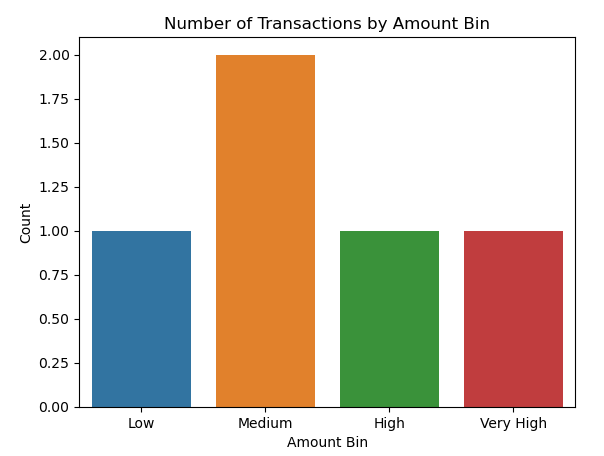 Number of Transactions by Amount Bin
2.00
1.75
1.50
1.25
1.00
0.75
0.50
0.25
0.00
Count
Low Medium High Very High
Amount Bin